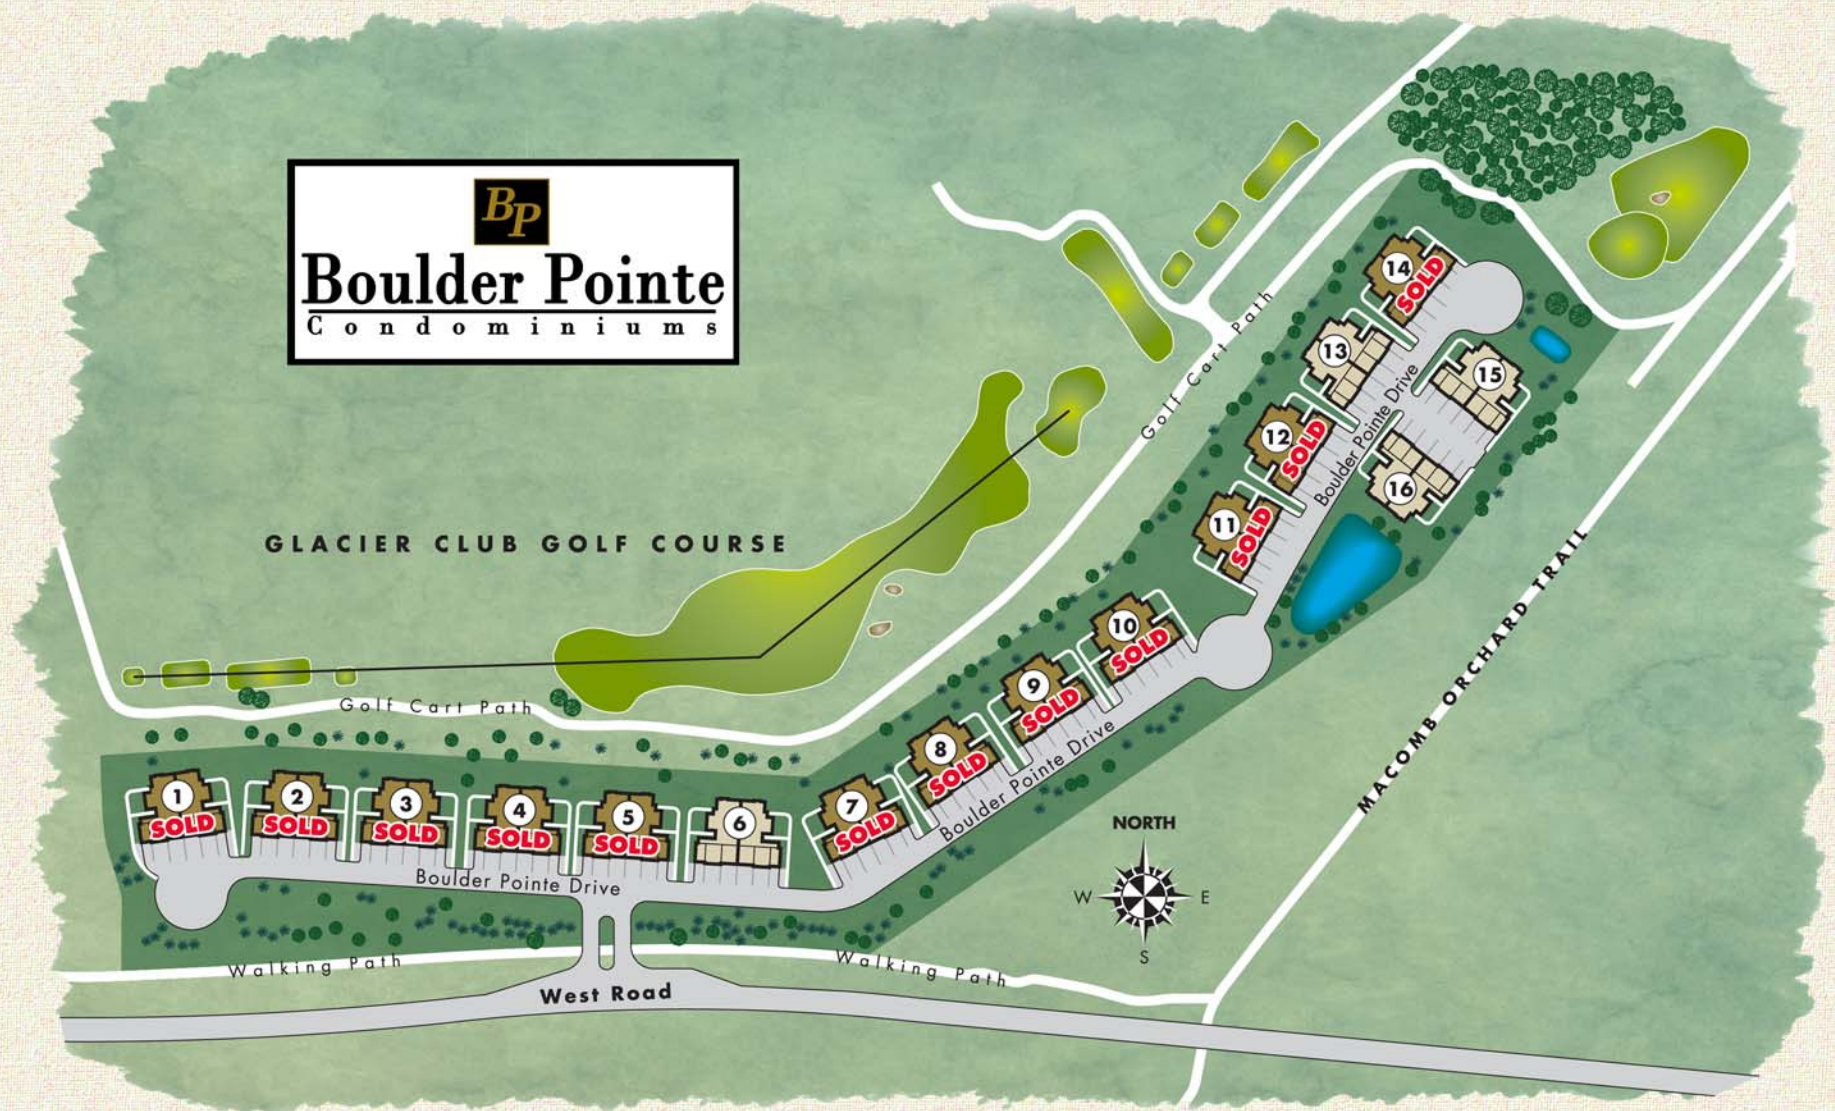 BP
Boulder Pointe
Condominiums
GLACIER CLUB GOLF COURSE
Golf Cart Path
Golf Cart Path
14
SOLD
13
15
12
SOLD
Boulder Pointe Drive
16
11
SOLD
10
SOLD
9
SOLD
8
SOLD
7
SOLD
Boulder Pointe Drive
1
SOLD
2
SOLD
3
SOLD
4
SOLD
5
SOLD
6
Boulder Pointe Drive
MACOMB ORCHARD TRAIL
NORTH
W
E
S
Walking Path
Walking Path
West Road